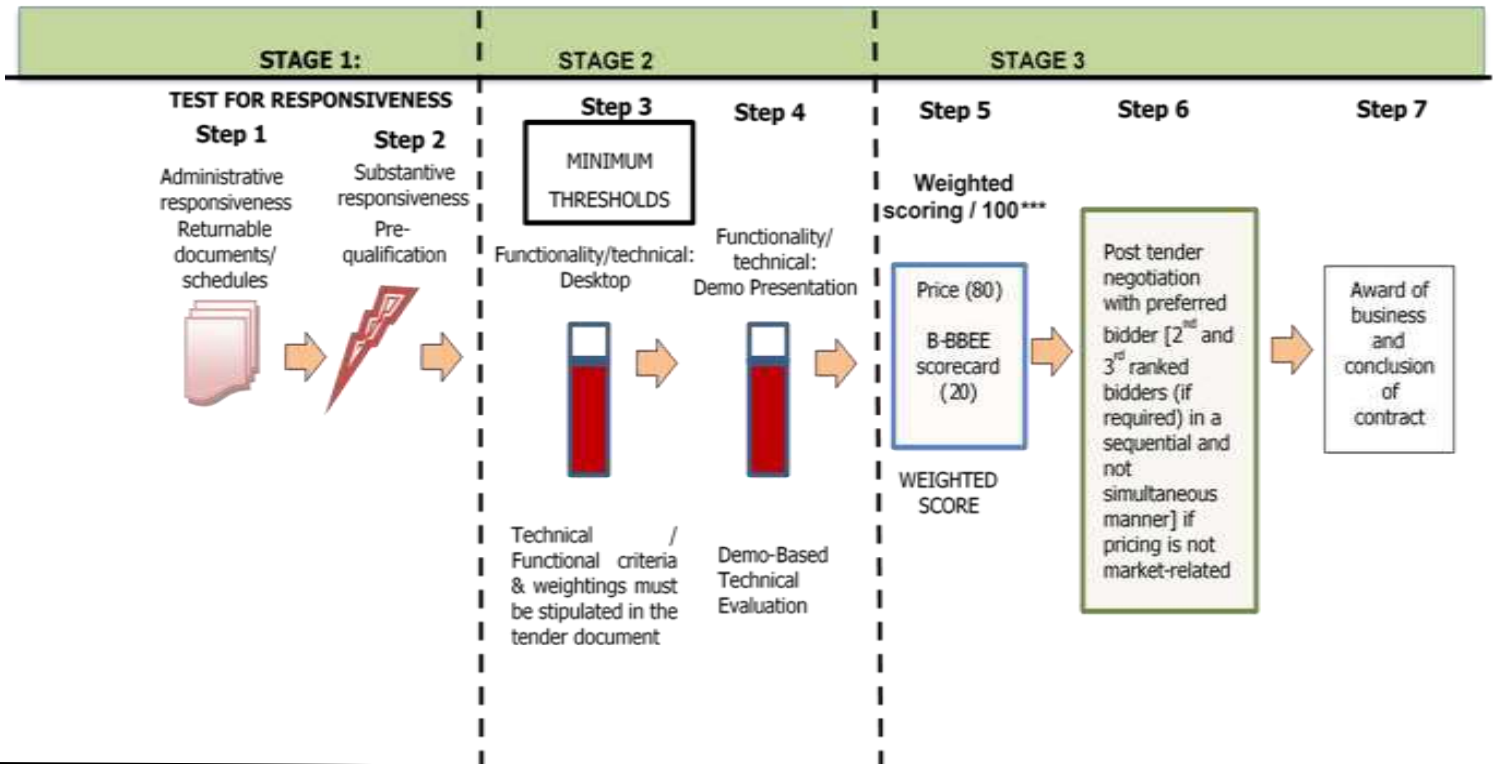 STAGE 1:
STAGE 2
STAGE 3
TEST FOR RESPONSIVENESS
Step 1
Administrative
responsiveness
Returnable
documents/
schedules
Step 2
Substantive
responsiveness
Pre-
qualification
Step 3
MINIMUM
THRESHOLDS
Functionality/technical:
Desktop
Technical /
Functional criteria
& weightings must
be stipulated in the
tender document
Step 4
Functionality/
technical:
Demo Presentation
Demo-Based
Technical
Evaluation
Step 5
Weighted
scoring / 100***
Price (80)
B-BBEE
scorecard
(20)
WEIGHTED
SCORE
Step 6
Post tender
negotiation
with preferred
bidder [2nd and
3rd ranked
bidders (if
required) in a
sequential and
not
simultaneous
manner] if
pricing is not
market-related
Step 7
Award of
business
and
conclusion
of
contract